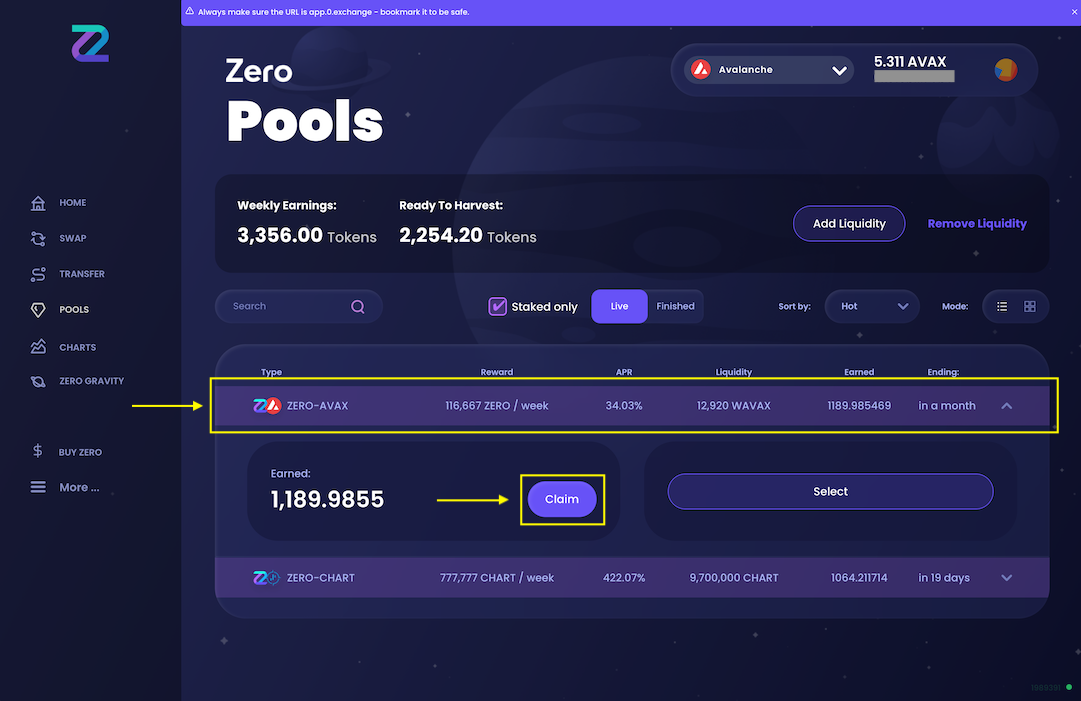 Always make sure the URL is app.0.exchange - bookmark it to be safe.
Zero
Pools
Avalanche
5.311 AVAX
HOME
SWAP
TRANSFER
POOLS
CHARTS
ZERO GRAVITY
BUY ZERO
More ...
Weekly Earnings: Ready To Harvest:
3,356.00 Tokens 2,254.20 Tokens
Add Liquidity Remove Liquidity
Search Staked only Live Finished Sort by: Hot Mode:
Type Reward APR Liquidity Earned Ending:
ZERO-AVAX 116,667 ZERO / week 34.03% 12,920 WAVAX 1189.985469 in a month
Earned:
1,189.9855 Claim Select
ZERO-CHART 777,777 CHART / week 422.07% 9,700,000 CHART 1064.211714 in 19 days